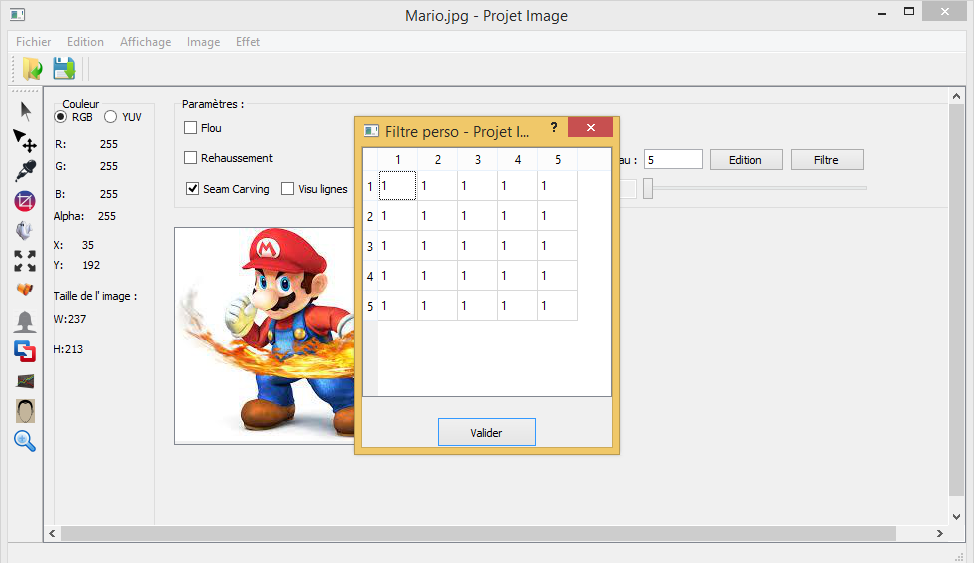 Mario.jpg - Projet Image
Fichier Edition Affichage Image Effet
Couleur
RGB YUV
R: 255
G: 255
B: 255
Alpha: 255
X: 35
Y: 192
Taille de l' image :
W:237
H:213
Paramètres :
Flou
Rehaussement
Seam Carving Visu lignes
au : 5 Edition Filtre
M
Filtre perso - Projet I... ?
1 2 3 4 5
1 1 1 1 1 1
2 1 1 1 1 1
3 1 1 1 1 1
4 1 1 1 1 1
5 1 1 1 1 1
Valider